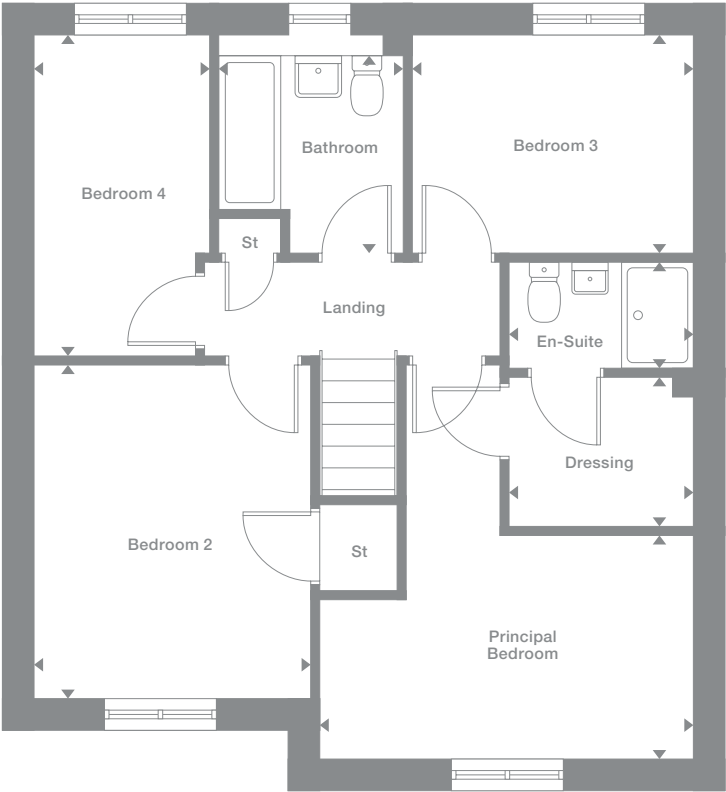 Bathroom
Bedroom 3
Bedroom 4
St
Landing
En-Suite
Dressing
Bedroom 2
St
Principal
Bedroom